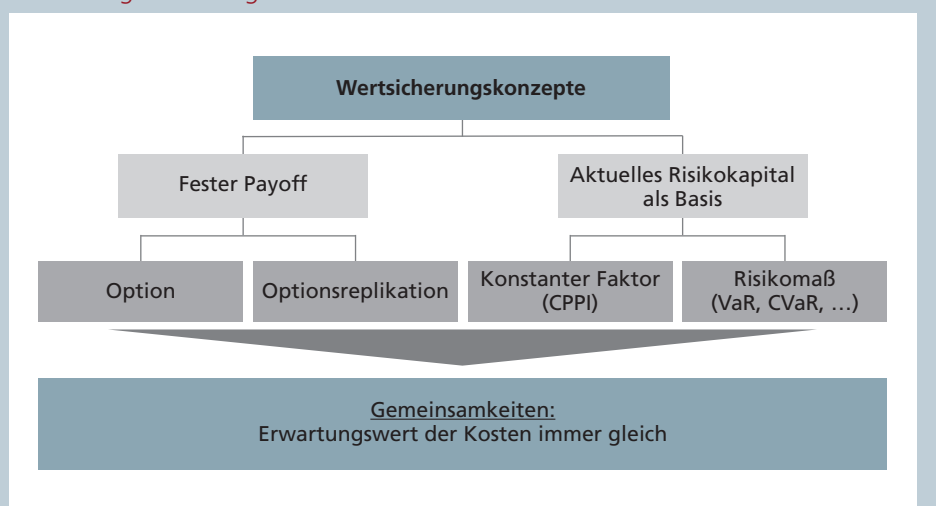 Wertsicherungskonzepte
Fester Payoff
Aktuelles Risikokapital
als Basis
Option
Optionsreplikation
Konstanter Faktor
(CPPI)
Risikomaß
(VaR, CVaR, …)
Gemeinsamkeiten:
Erwartungswert der Kosten immer gleich